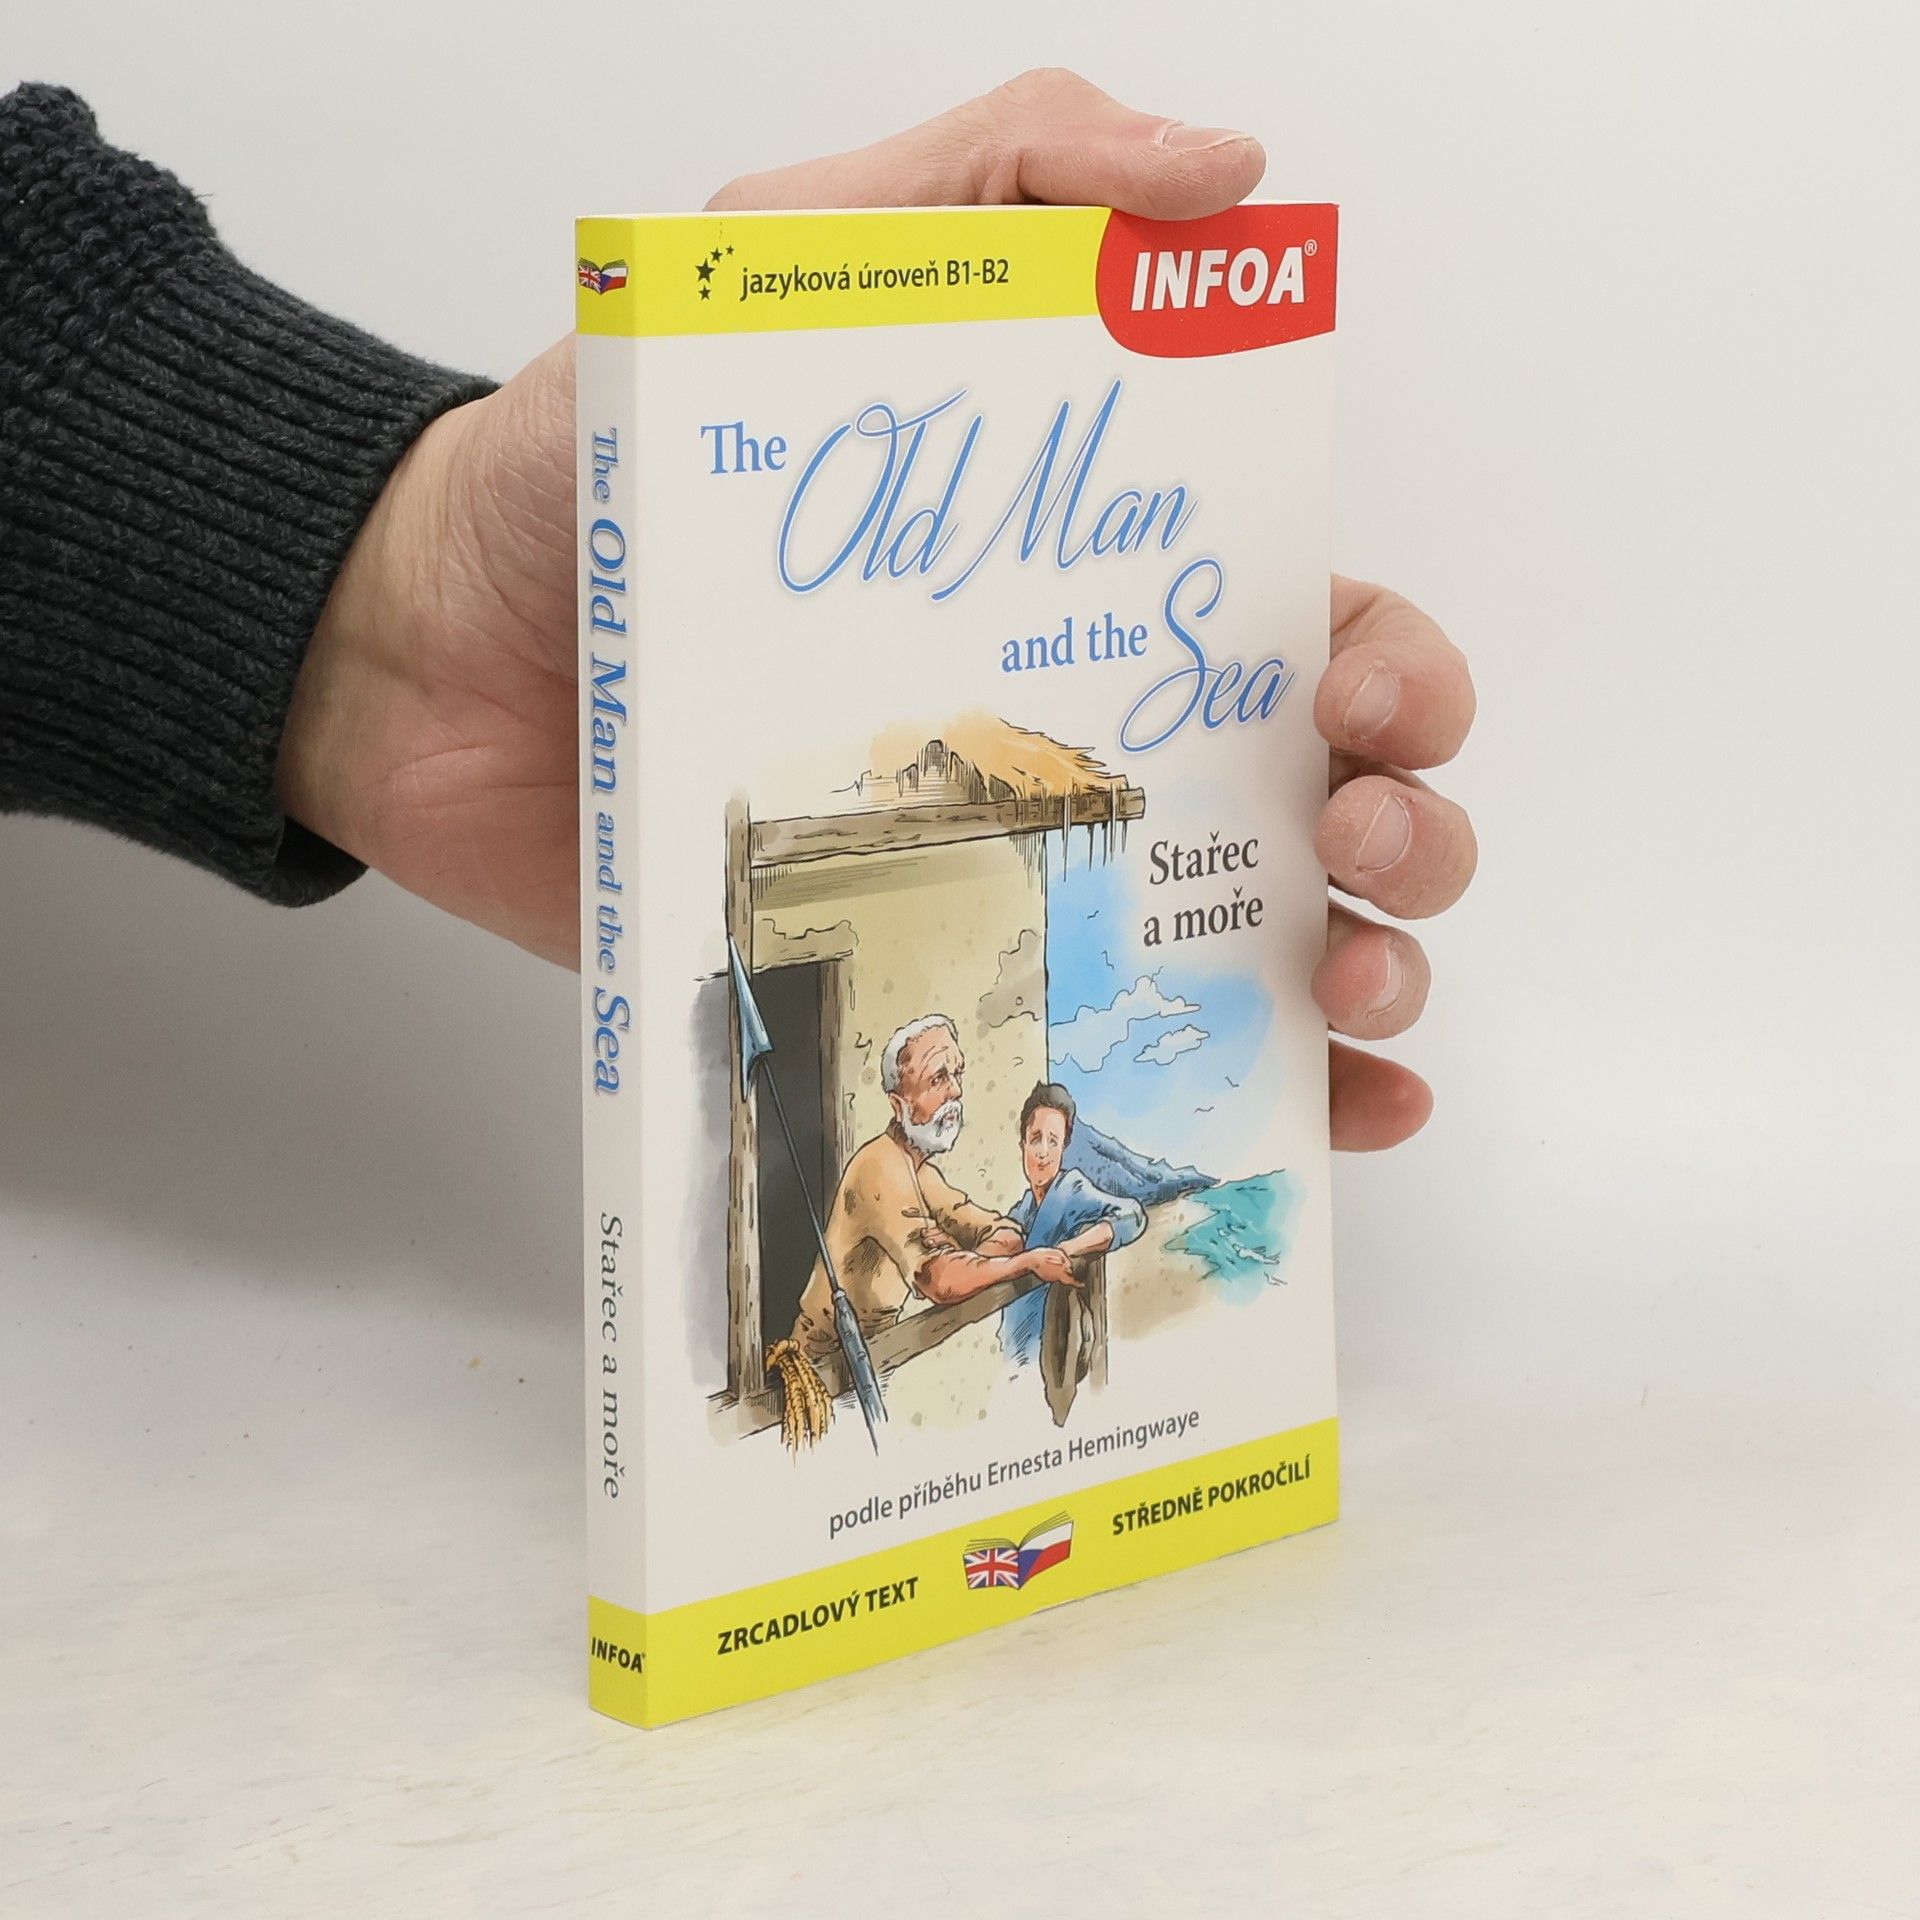 jazyková úroveň B1-B2
INFOA®
The Old Man
and the Sea
Stařec
a moře
podle příběhu Ernesta Hemingwaye
ZRCADLOVÝ TEXT
STŘEDNĚ POKROČILÍ
The Old Man and the Sea
Stařec a moře
INFOA®